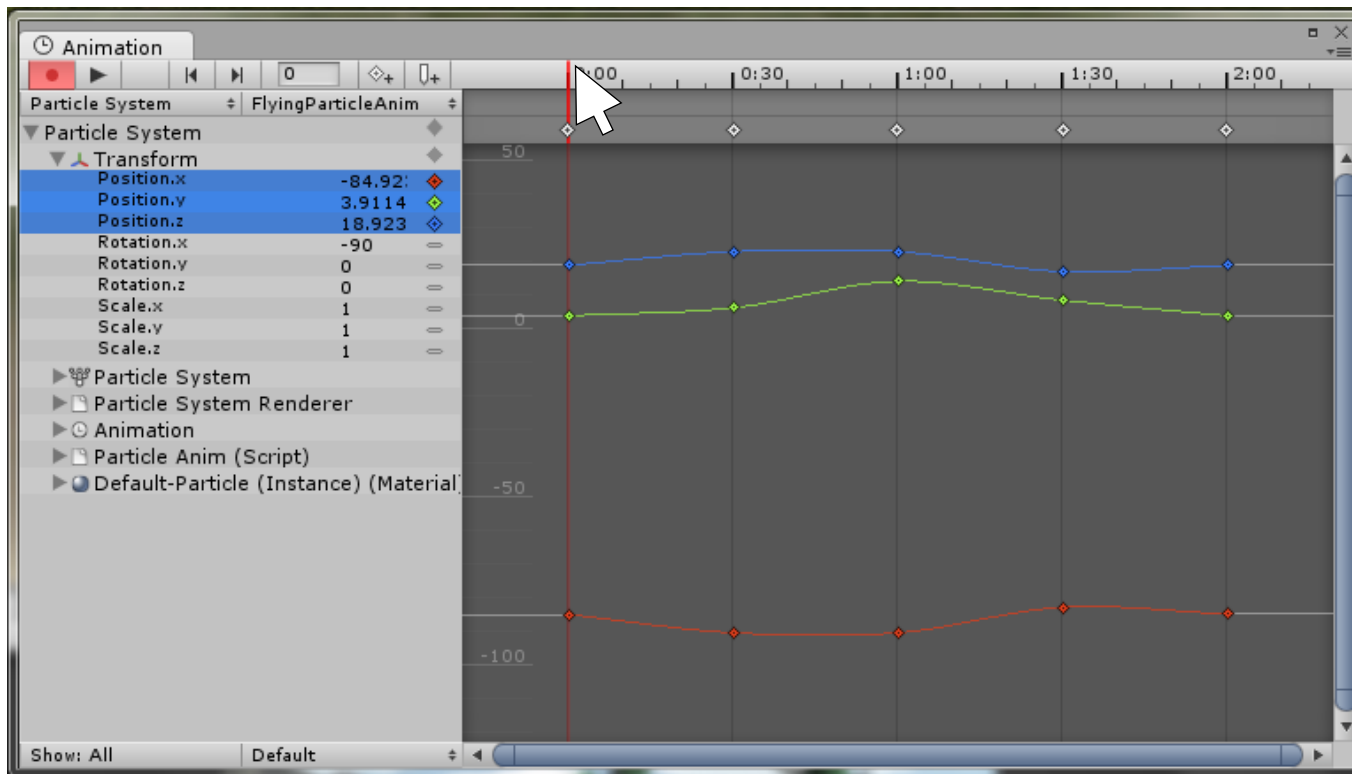 Animation
0 0:30 1:00 1:30 2:00
Particle System FlyingParticleAnim
Particle System
Transform
50
Position.x -84.92
Position.y 3.9114
Position.z 18.923
Rotation.x -90
Rotation.y 0
Rotation.z 0
Scale.x 1
0
Scale.y 1
Scale.z 1
Particle System
Particle System Renderer
Animation
Particle Anim (Script)
Default-Particle (Instance) (Material)
-50
-100
Show: All Default